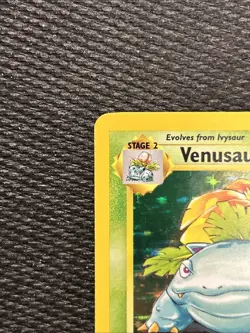 Evolves from Ivysaur
STAGE 2
Venusau